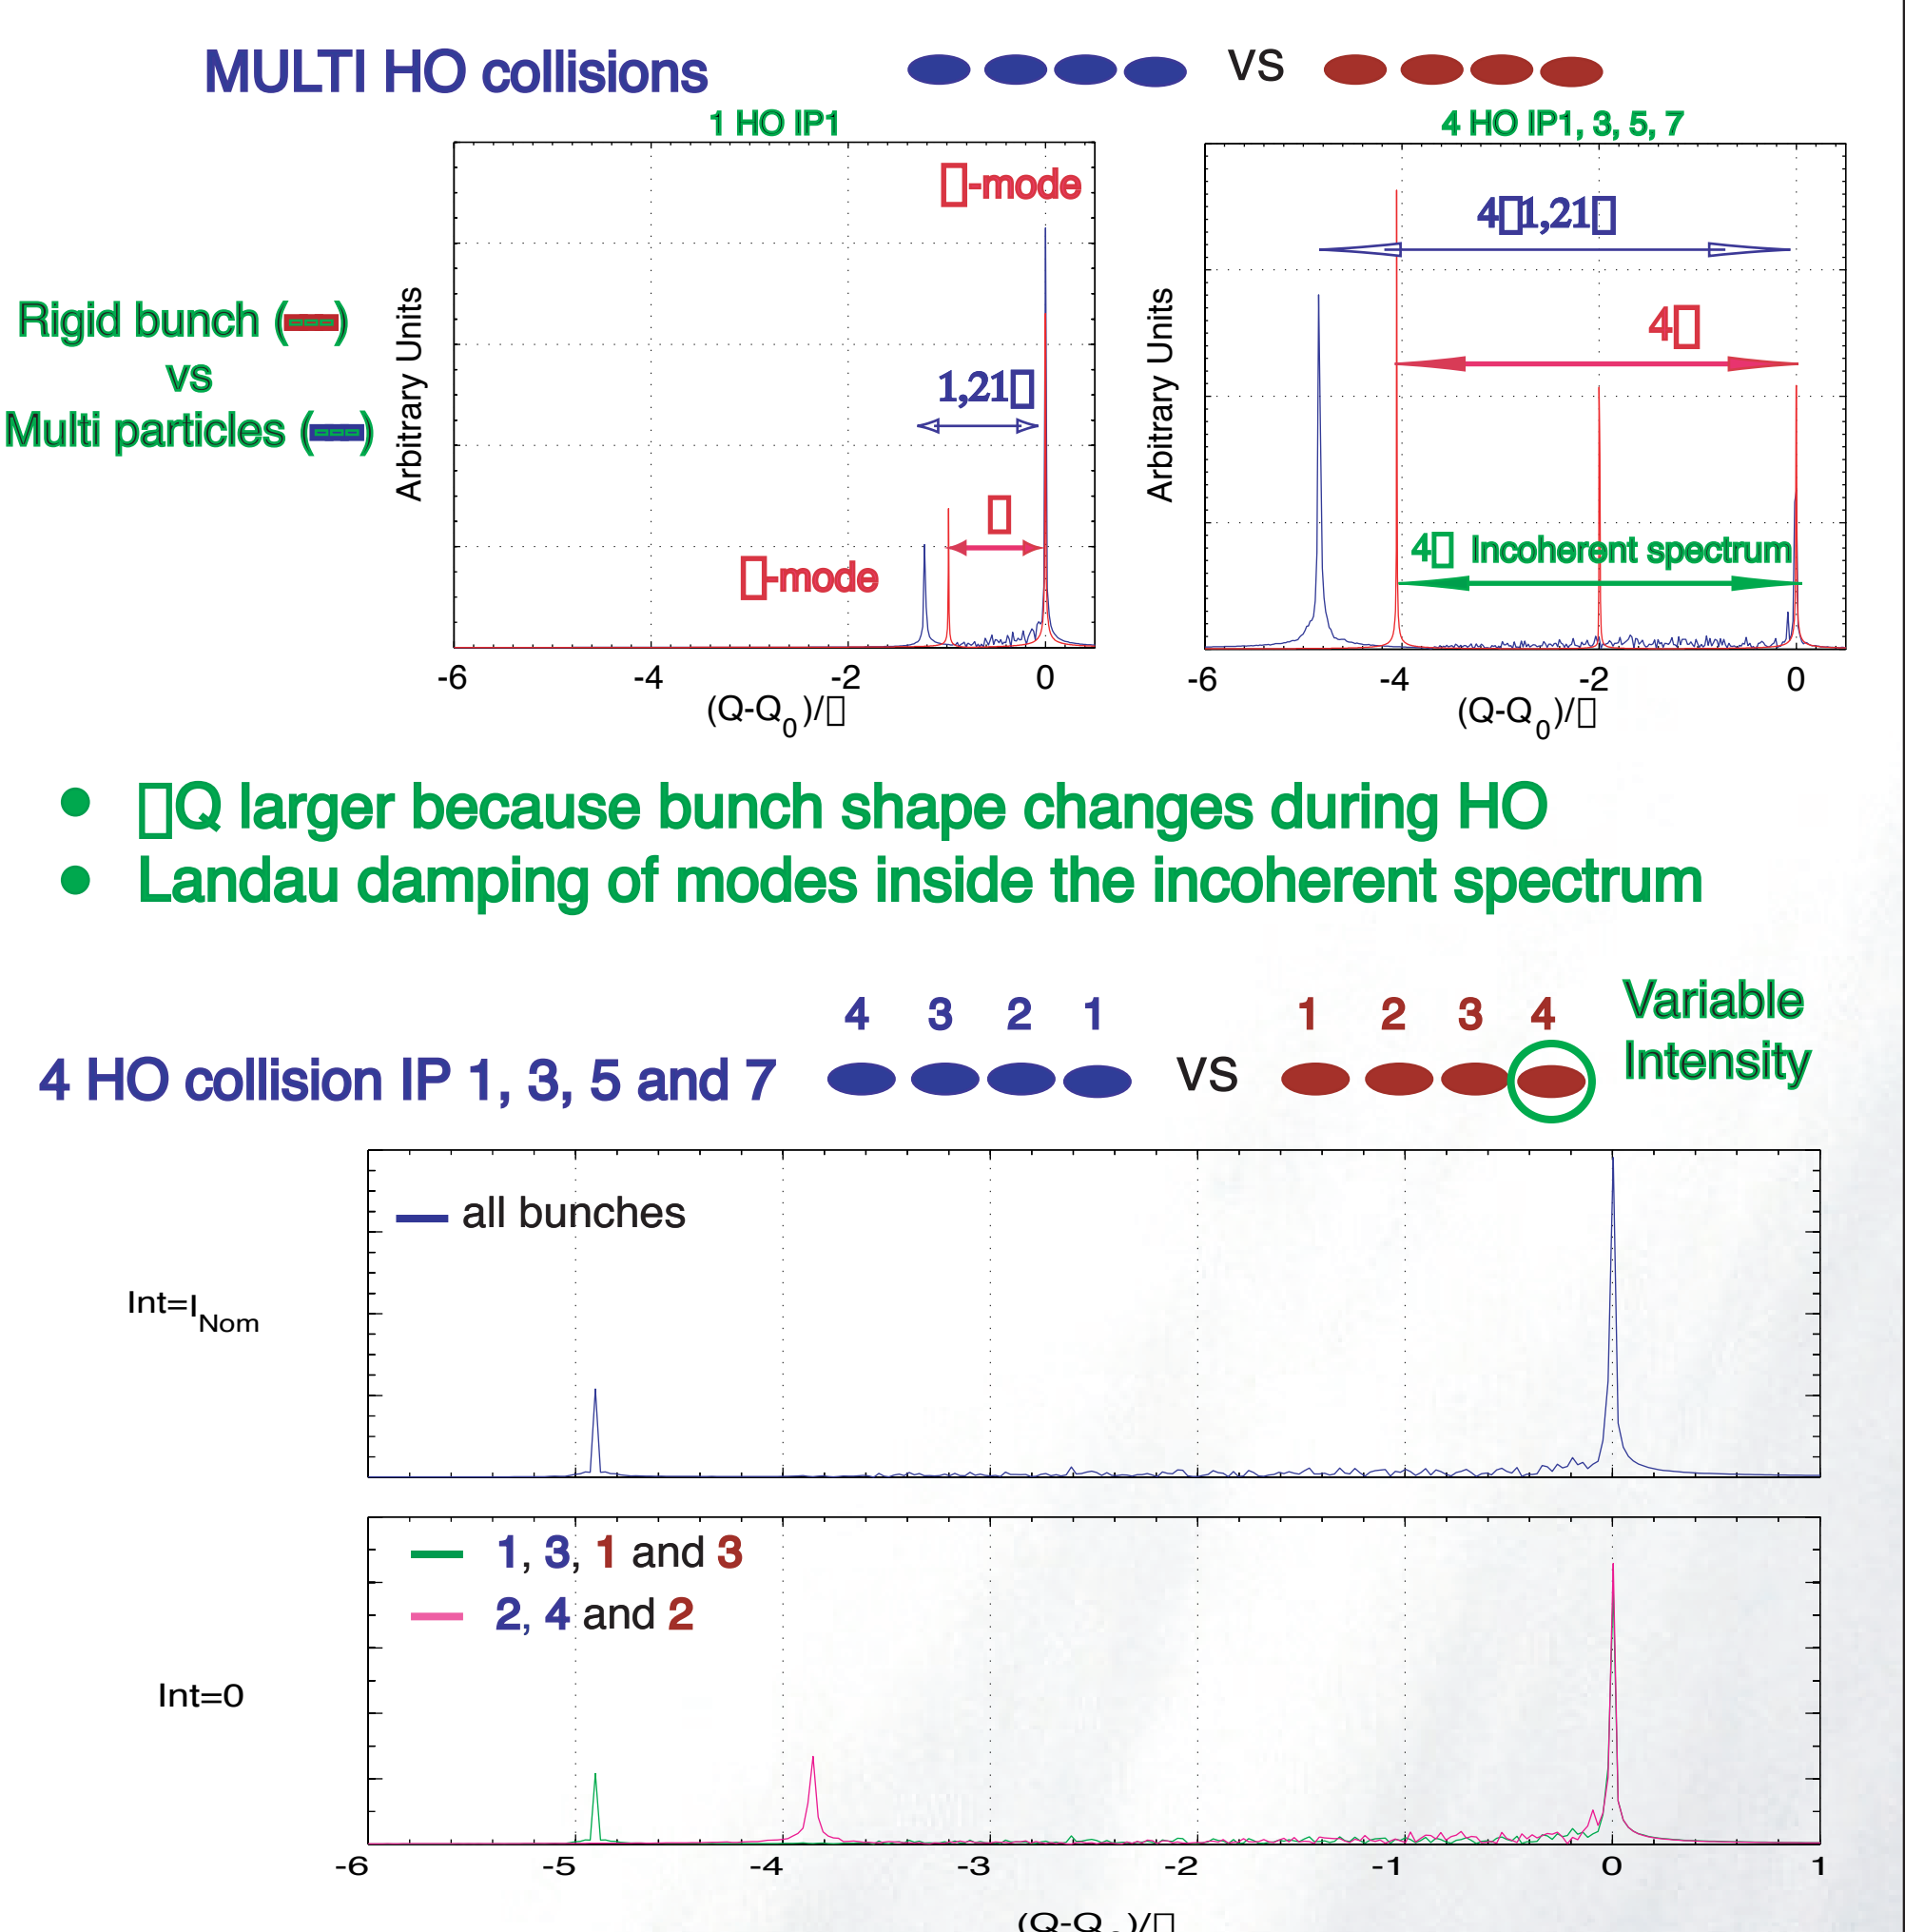 MULTI HO collisions vs
1 HO IP1
4 HO IP1, 3, 5, 7
Rigid bunch (---)
vs
Multi particles (---)
Arbitrary Units
▯-mode
1,21▯
▯
▯-mode
-6 -4 -2 0
(Q-Q0)/▯
Arbitrary Units
4▯1,21▯
4▯
4▯ Incoherent spectrum
-6 -4 -2 0
(Q-Q0)/▯
• ▯Q larger because bunch shape changes during HO
• Landau damping of modes inside the incoherent spectrum
4 3 2 1 1 2 3 4 Variable
4 HO collision IP 1, 3, 5 and 7 vs Intensity
all bunches
Int=INom
1, 3, 1 and 3
2, 4 and 2
Int=0
-6 -5 -4 -3 -2 -1 0 1
(Q-Q )/▯